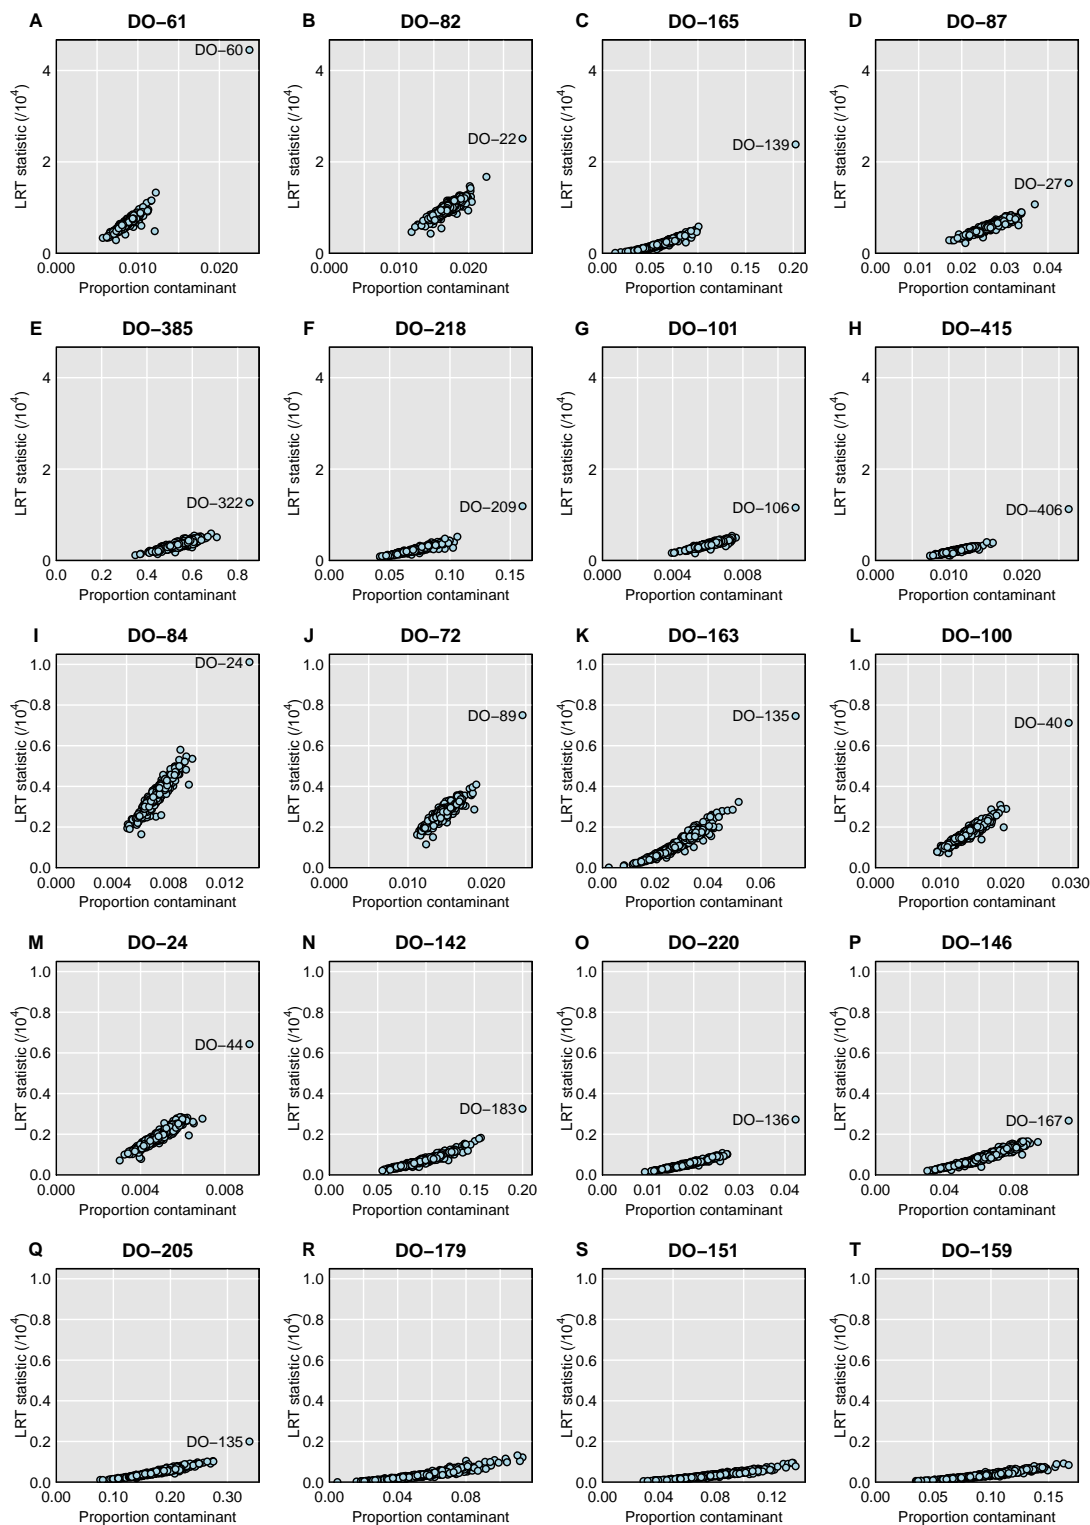 A DO−61
LRT statistic (/10⁴)
4
2
0
DO−60
0.000 0.010 0.020
Proportion contaminant
B DO−82
LRT statistic (/10⁴)
4
2
0
DO−22
0.000 0.010 0.020
Proportion contaminant
C DO−165
LRT statistic (/10⁴)
4
2
0
DO−139
0.00 0.05 0.10 0.15 0.20
Proportion contaminant
D DO−87
LRT statistic (/10⁴)
4
2
0
DO−27
0.00 0.01 0.02 0.03 0.04
Proportion contaminant
E DO−385
LRT statistic (/10⁴)
4
2
0
DO−322
0.0 0.2 0.4 0.6 0.8
Proportion contaminant
F DO−218
LRT statistic (/10⁴)
4
2
0
DO−209
0.00 0.05 0.10 0.15
Proportion contaminant
G DO−101
LRT statistic (/10⁴)
4
2
0
DO−106
0.000 0.004 0.008
Proportion contaminant
H DO−415
LRT statistic (/10⁴)
4
2
0
DO−406
0.000 0.010 0.020
Proportion contaminant
I DO−84
LRT statistic (/10⁴)
1.0
0.8
0.6
0.4
0.2
0.0
DO−24
0.000 0.004 0.008 0.012
Proportion contaminant
J DO−72
LRT statistic (/10⁴)
1.0
0.8
0.6
0.4
0.2
0.0
DO−89
0.000 0.010 0.020
Proportion contaminant
K DO−163
LRT statistic (/10⁴)
1.0
0.8
0.6
0.4
0.2
0.0
DO−135
0.00 0.02 0.04 0.06
Proportion contaminant
L DO−100
LRT statistic (/10⁴)
1.0
0.8
0.6
0.4
0.2
0.0
DO−40
0.000 0.010 0.020 0.030
Proportion contaminant
M DO−24
LRT statistic (/10⁴)
1.0
0.8
0.6
0.4
0.2
0.0
DO−44
0.000 0.004 0.008
Proportion contaminant
N DO−142
LRT statistic (/10⁴)
1.0
0.8
0.6
0.4
0.2
0.0
DO−183
0.00 0.05 0.10 0.15 0.20
Proportion contaminant
O DO−220
LRT statistic (/10⁴)
1.0
0.8
0.6
0.4
0.2
0.0
DO−136
0.00 0.01 0.02 0.03 0.04
Proportion contaminant
P DO−146
LRT statistic (/10⁴)
1.0
0.8
0.6
0.4
0.2
0.0
DO−167
0.00 0.04 0.08
Proportion contaminant
Q DO−205
LRT statistic (/10⁴)
1.0
0.8
0.6
0.4
0.2
0.0
DO−135
0.00 0.10 0.20 0.30
Proportion contaminant
R DO−179
LRT statistic (/10⁴)
1.0
0.8
0.6
0.4
0.2
0.0
0.00 0.04 0.08
Proportion contaminant
S DO−151
LRT statistic (/10⁴)
1.0
0.8
0.6
0.4
0.2
0.0
0.00 0.04 0.08 0.12
Proportion contaminant
T DO−159
LRT statistic (/10⁴)
1.0
0.8
0.6
0.4
0.2
0.0
0.00 0.05 0.10 0.15
Proportion contaminant